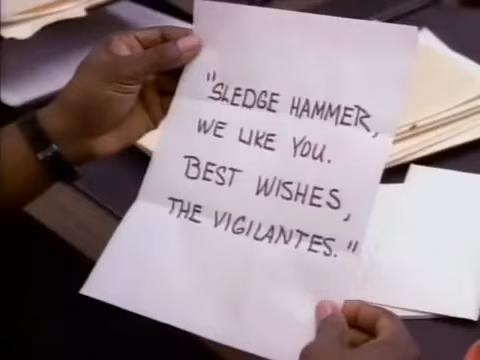 "SLEDGE HAMMER,
WE LIKE YOU.
BEST WISHES,
THE VIGILANTES."